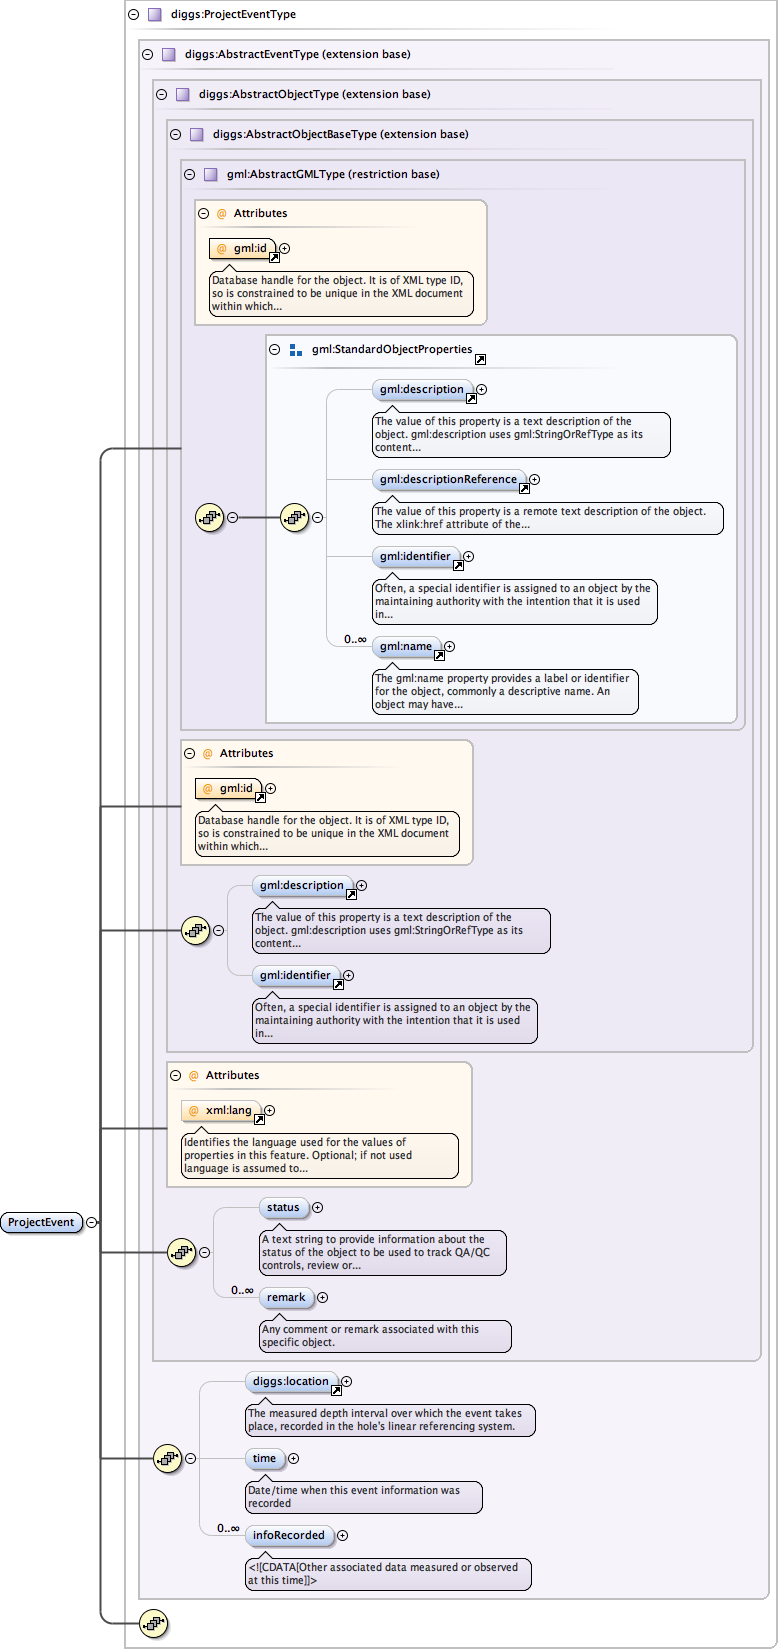 diggs:ProjectEventType
diggs:AbstractEventType (extension base)
diggs:AbstractObjectType (extension base)
diggs:AbstractObjectBaseType (extension base)
gml:AbstractGMLType (restriction base)
@ Attributes
@ gml:id
Database handle for the object. It is of XML type ID,
so is constrained to be unique in the XML document
within which...
gml:StandardObjectProperties
gml:description
The value of this property is a text description of the
object. gml:description uses gml:StringOrRefType as its
content...
gml:descriptionReference
The value of this property is a remote text description of the object.
The xlink:href attribute of the...
gml:identifier
Often, a special identifier is assigned to an object by the
maintaining authority with the intention that it is used
in...
0..∞
gml:name
The gml:name property provides a label or identifier
for the object, commonly a descriptive name. An
object may have...
@ Attributes
@ gml:id
Database handle for the object. It is of XML type ID,
so is constrained to be unique in the XML document
within which...
gml:description
The value of this property is a text description of the
object. gml:description uses gml:StringOrRefType as its
content...
gml:identifier
Often, a special identifier is assigned to an object by the
maintaining authority with the intention that it is used
in...
@ Attributes
@ xml:lang
Identifies the language used for the values of
properties in this feature. Optional; if not used
language is assumed to...
ProjectEvent
status
A text string to provide information about the
status of the object to be used to track QA/QC
controls, review or...
0..∞
remark
Any comment or remark associated with this
specific object.
diggs:location
The measured depth interval over which the event takes
place, recorded in the hole's linear referencing system.
time
Date/time when this event information was
recorded
0..∞
infoRecorded
<![CDATA[Other associated data measured or observed
at this time]]>